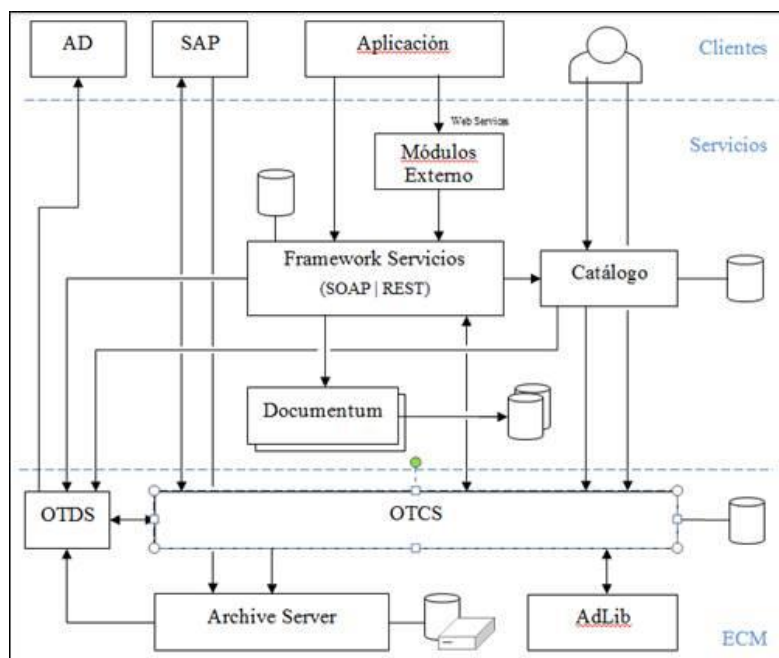 AD
SAP
Aplicación
Clientes
Web Services
Servicios
Módulos
Externo
Framework Servicios
(SOAP | REST)
Catálogo
Documentum
OTDS
OTCS
Archive Server
AdLib
ECM